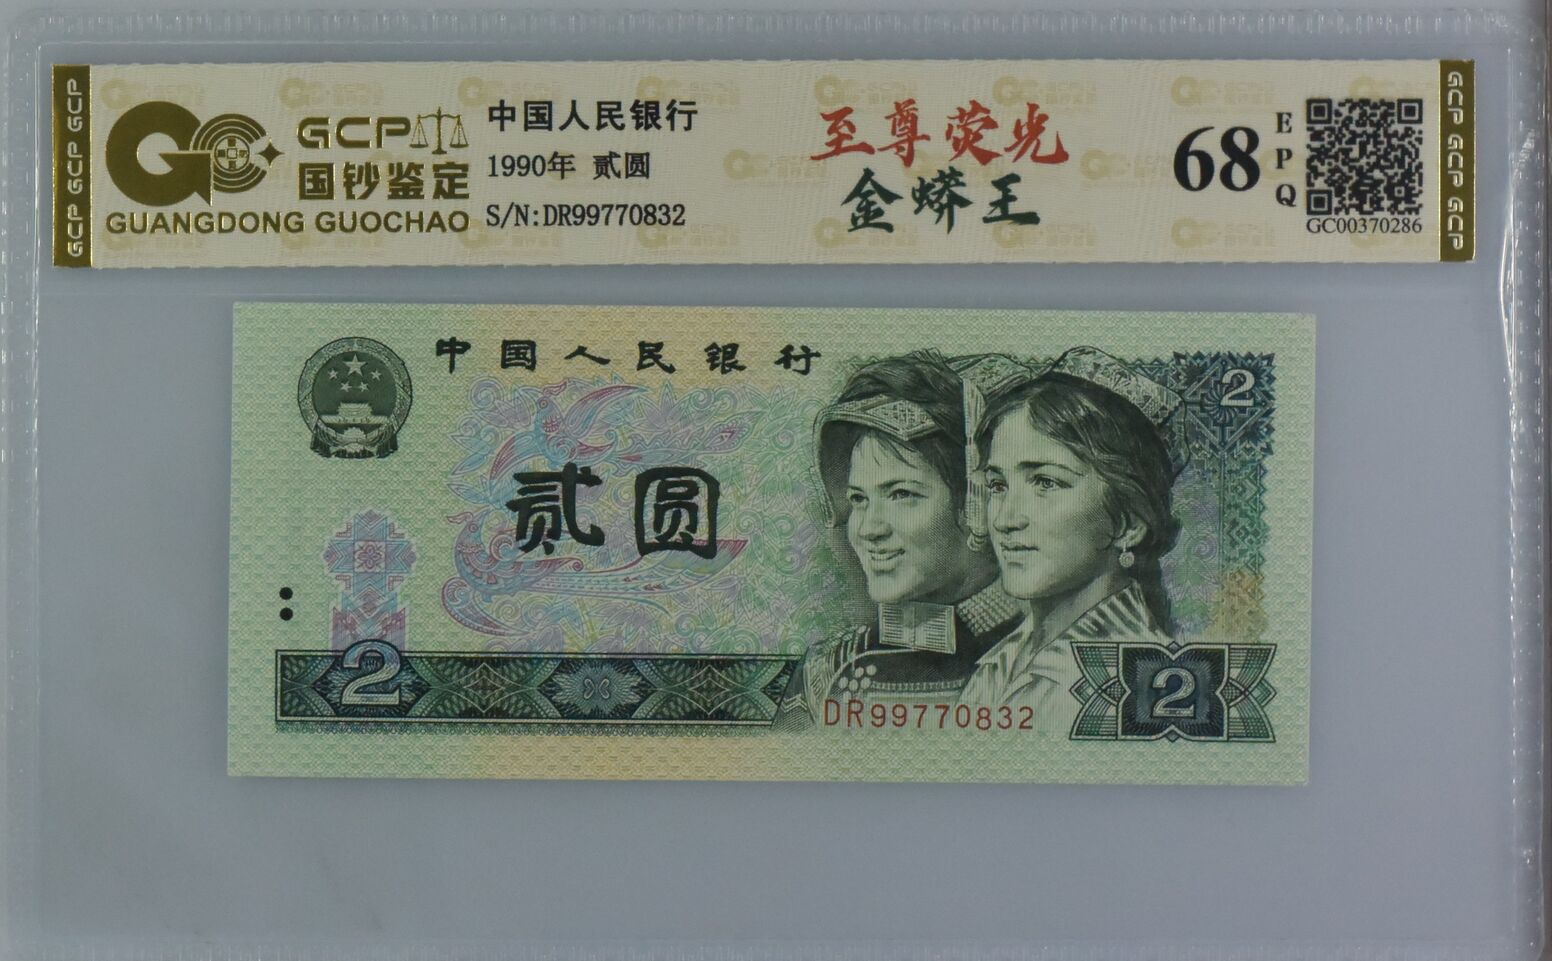 GCP GCP GCP
GCP
国钞鉴定
GUANGDONG GUOCHAO
中国人民银行
1990年 贰圆
S/N:DR99770832
至尊荧光
金蟒王
68
EPQ
GC00370286
GCP GCP GCP
中国人民银行
2
贰圆
2
DR99770832
2